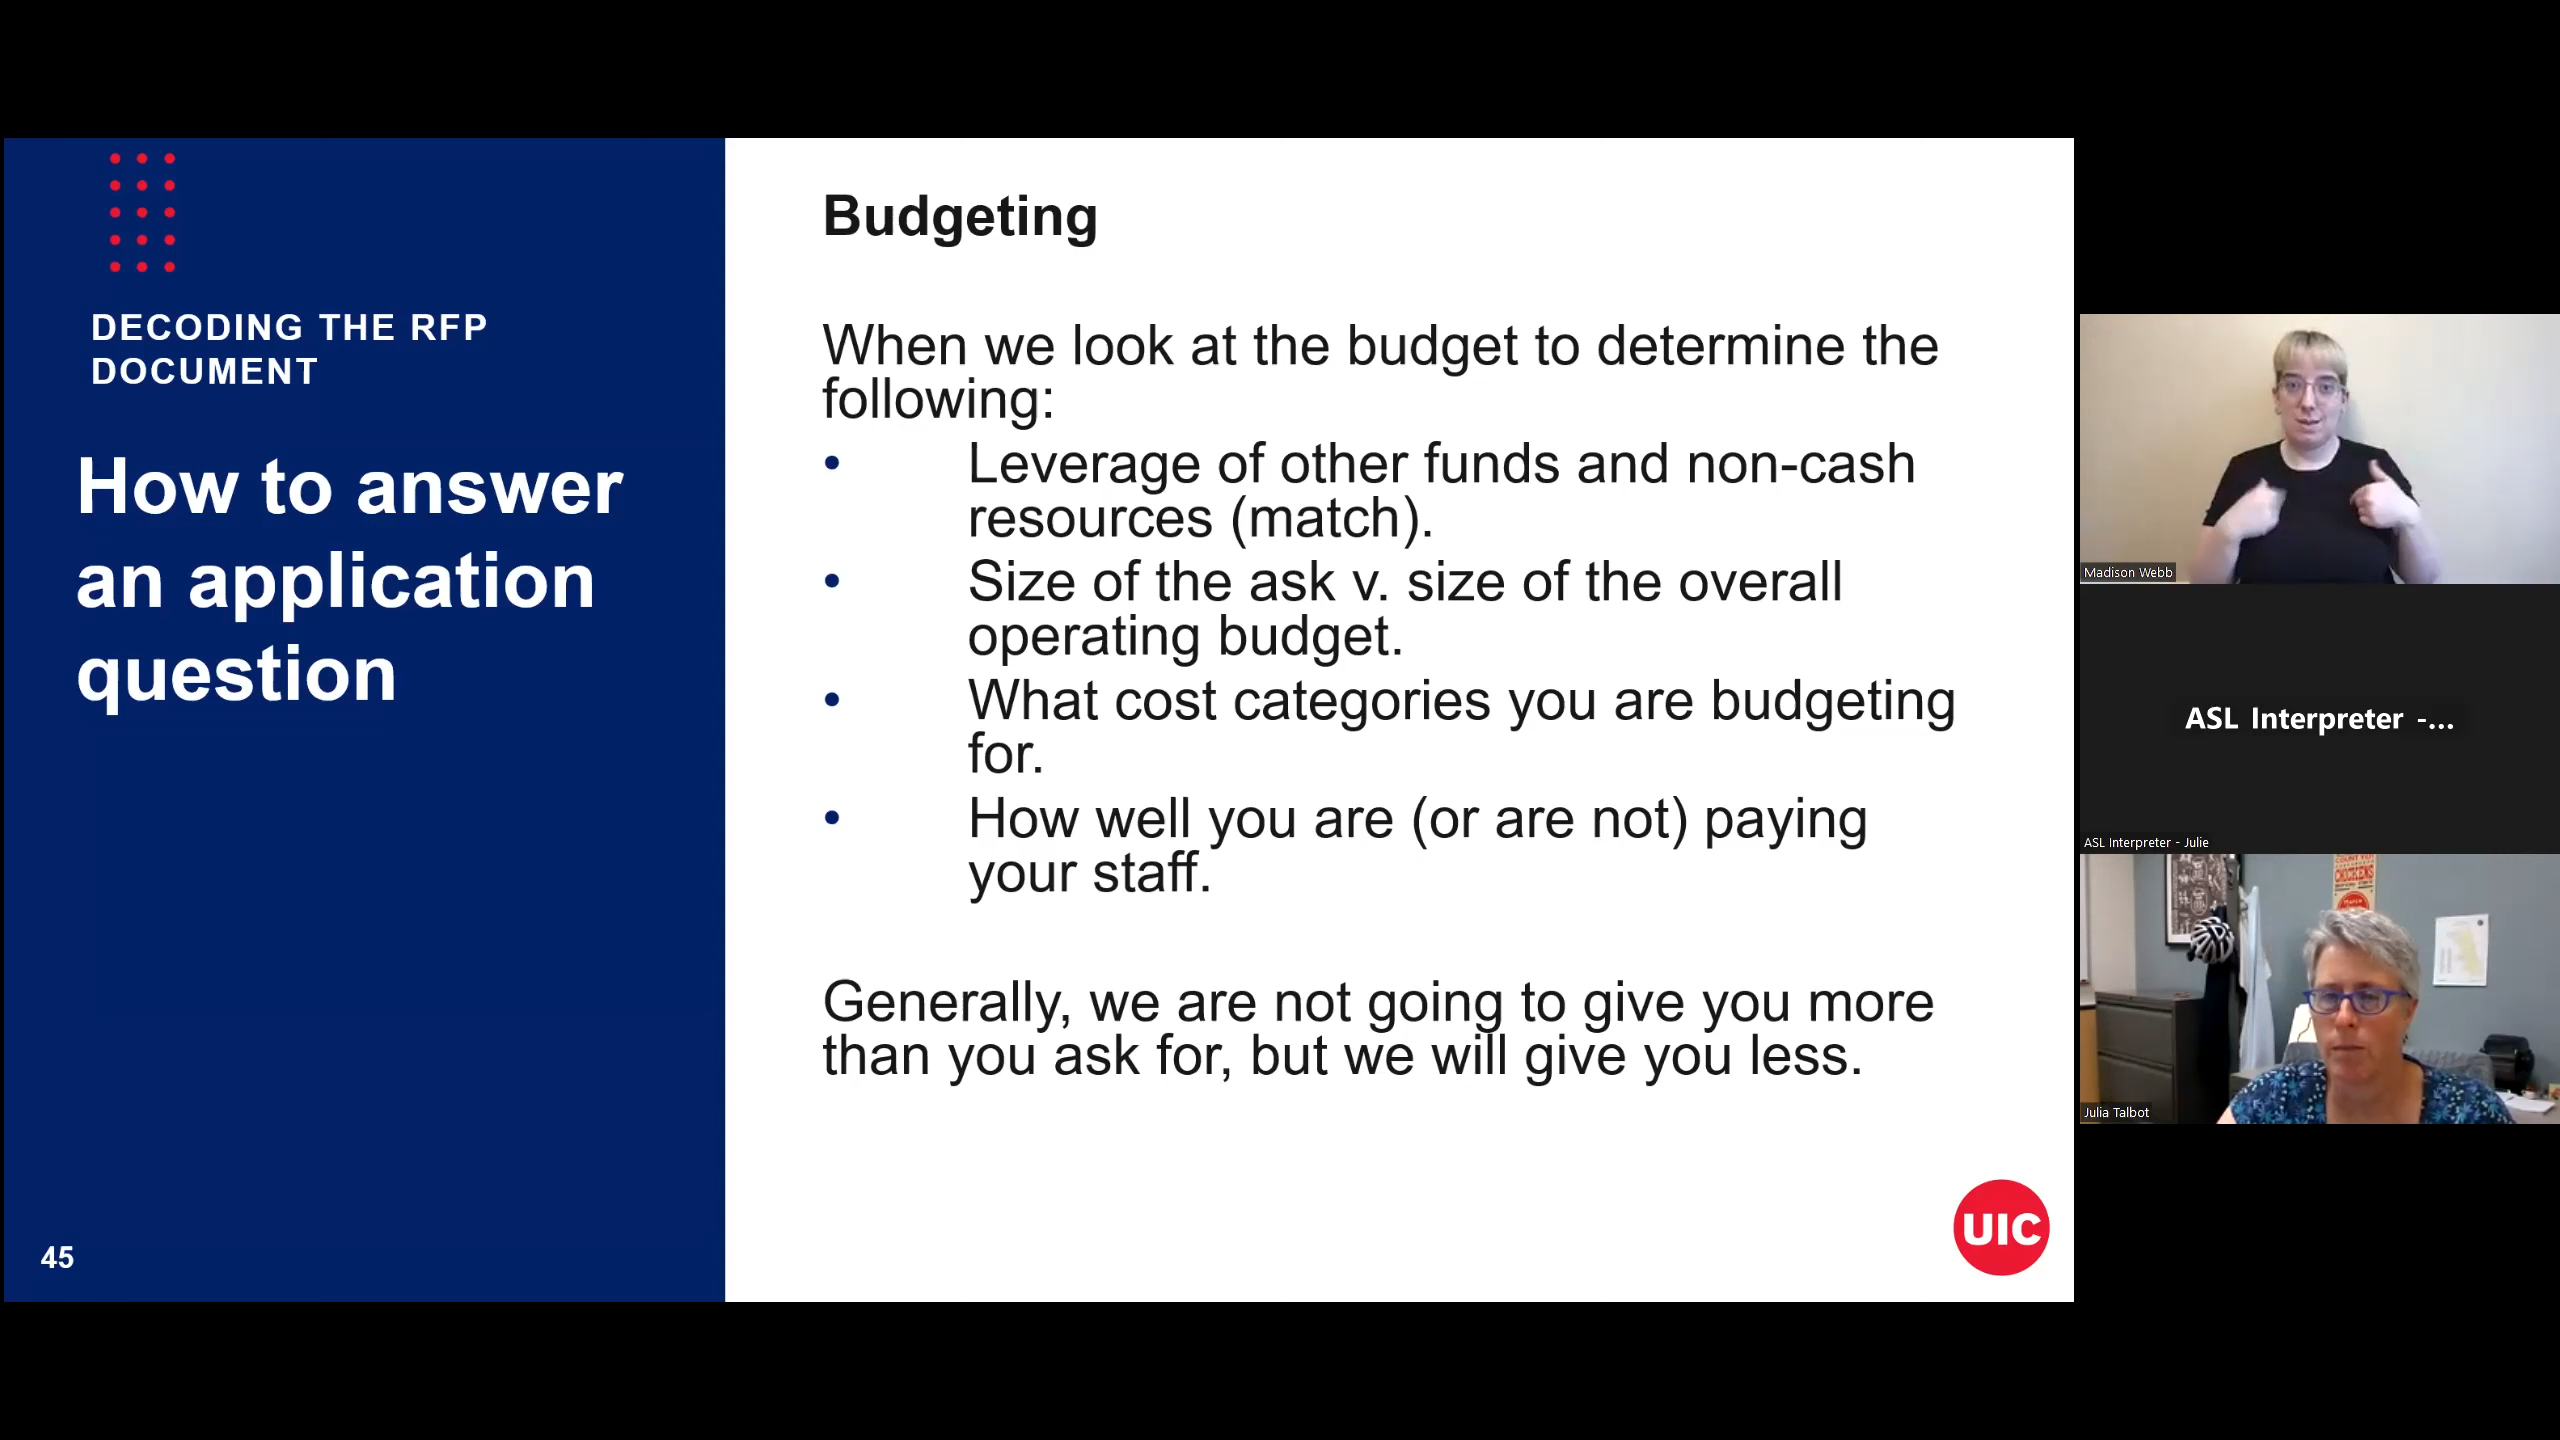 DECODING THE RFP
DOCUMENT
How to answer
an application
question
45
Budgeting
When we look at the budget to determine the
following:
• Leverage of other funds and non-cash
resources (match).
• Size of the ask v. size of the overall
operating budget.
• What cost categories you are budgeting
for.
• How well you are (or are not) paying
your staff.
Generally, we are not going to give you more
than you ask for, but we will give you less.
UIC
Madison Webb
ASL Interpreter -...
ASL Interpreter - Julie
CHICKENS
Julia Talbot